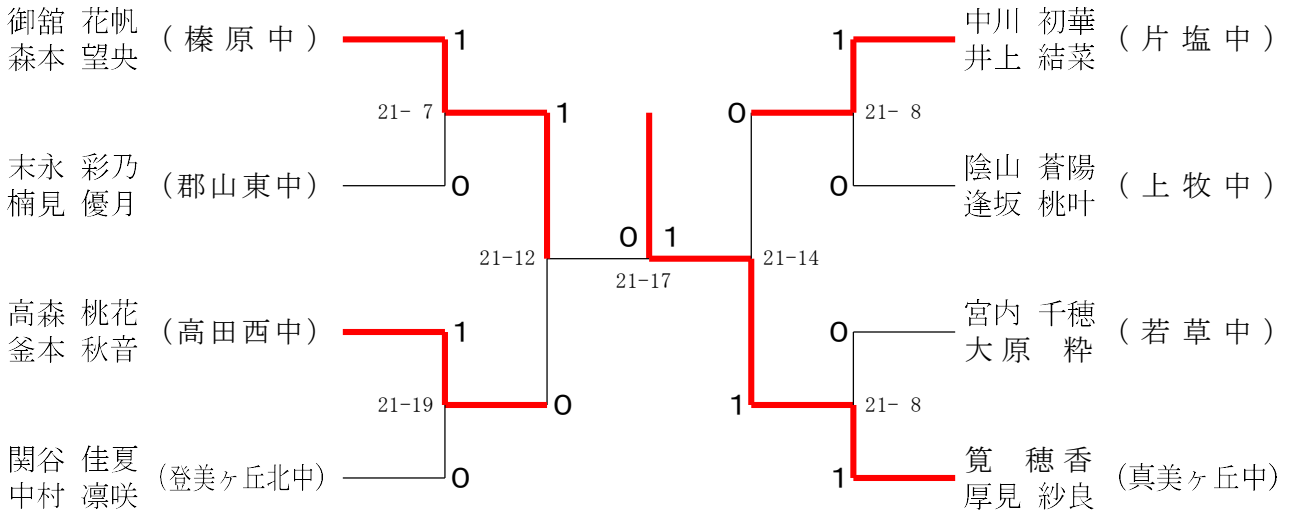 御舘 花帆
森本 望央
(榛原中)
1
21- 7
末永 彩乃
楠見 優月
(郡山東中)
0
1
21-12
高森 桃花
釜本 秋音
(高田西中)
1
21-19
0
関谷 佳夏
中村 凛咲
(登美ヶ丘北中)
0
0 1
21-17
中川 初華
井上 結菜
(片塩中)
1
21- 8
0
陰山 蒼陽
逢坂 桃叶
(上牧中)
0
21-14
宮内 千穂
大原 粋
(若草中)
0
21- 8
1
筧 穂香
厚見 紗良
(真美ヶ丘中)
1